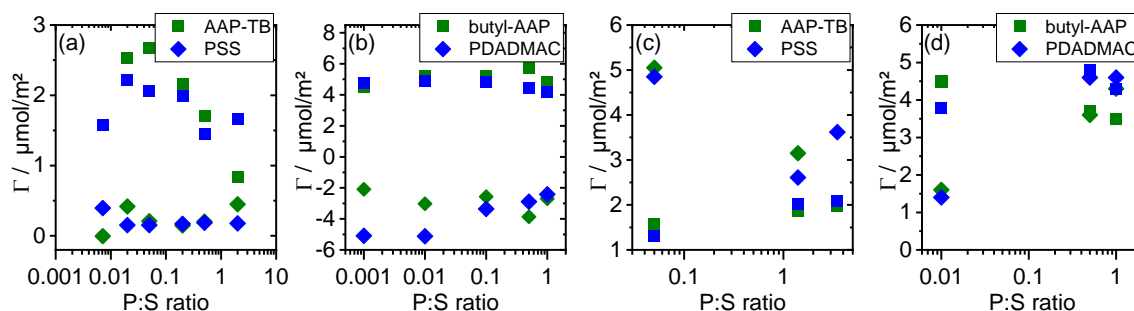 (a)
AAP-TB
PSS
3
2
1
0
Γ / µmol/m²
0.001 0.01 0.1 1 10
P:S ratio
(b)
butyl-AAP
PDADMAC
8
6
4
2
0
-2
-4
-6
Γ / µmol/m²
0.001 0.01 0.1 1
P:S ratio
(c)
AAP-TB
PSS
6
5
4
3
2
1
Γ / µmol/m²
0.1 1
P:S ratio
(d)
butyl-AAP
PDADMAC
6
5
4
3
2
1
0
Γ / µmol/m²
0.01 0.1 1
P:S ratio